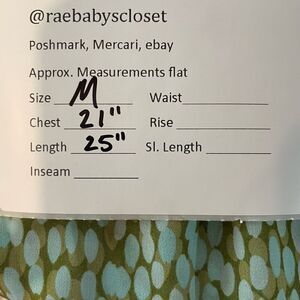 @raebabyscloset
Poshmark, Mercari, ebay
Approx. Measurements flat
Size M Waist
Chest 21" Rise
Length 25" Sl. Length
Inseam